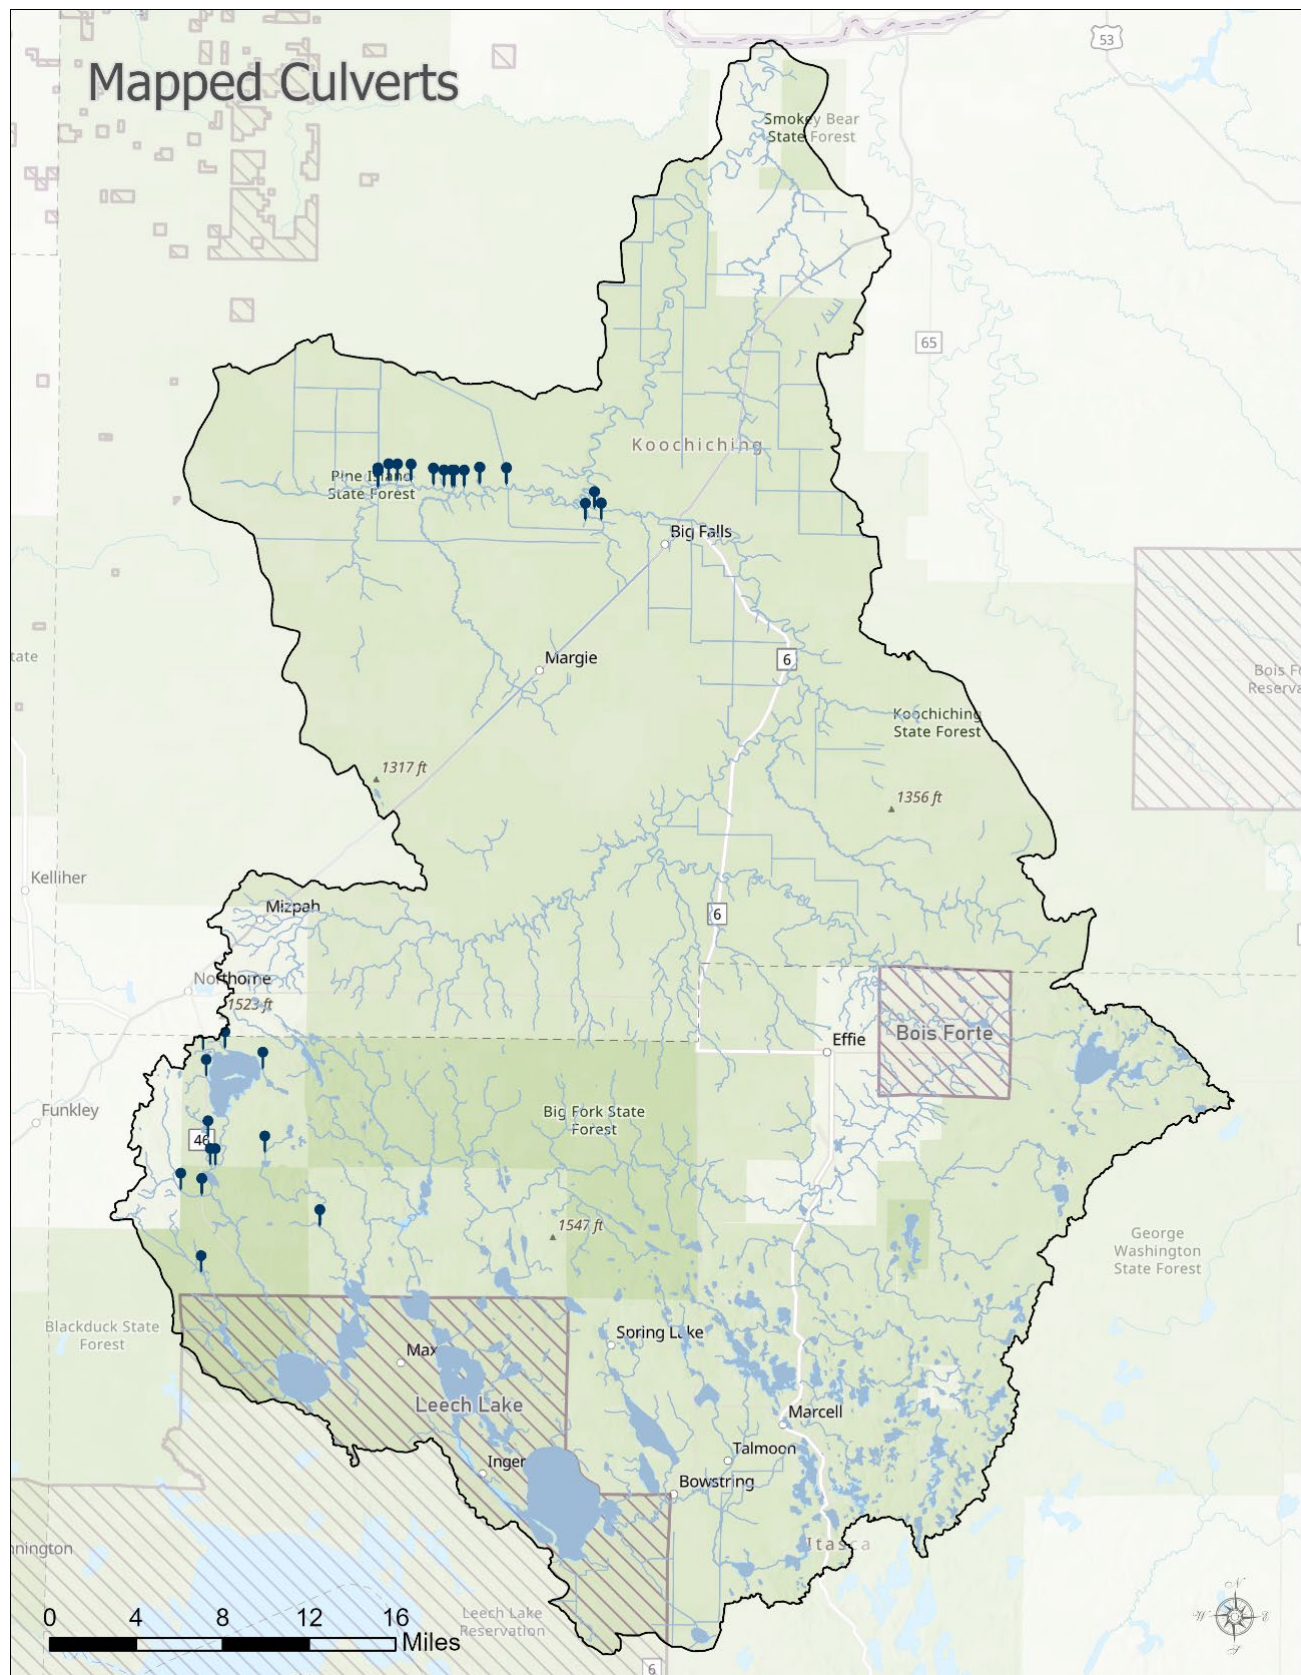 Mapped Culverts
53
Smokey Bear
State Forest
65
Koochiching
Pine Island
State Forest
Big Falls
Margie
6
Bois
Koochiching
State Forest
1317 ft
1356 ft
Kelliher
Mizpah
6
Northome
1523 ft
Effie
Bois Forte
Funkley
46
Big Fork State
Forest
1547 ft
George
Washington
State Forest
Blackduck State
Forest
Spring Lake
Max
Leech Lake
Marcell
Talmoon
Inger
Bowstring
Itasca
0 4 8 12 16
Miles
Leech Lake
Reservation
6
N
W E
S